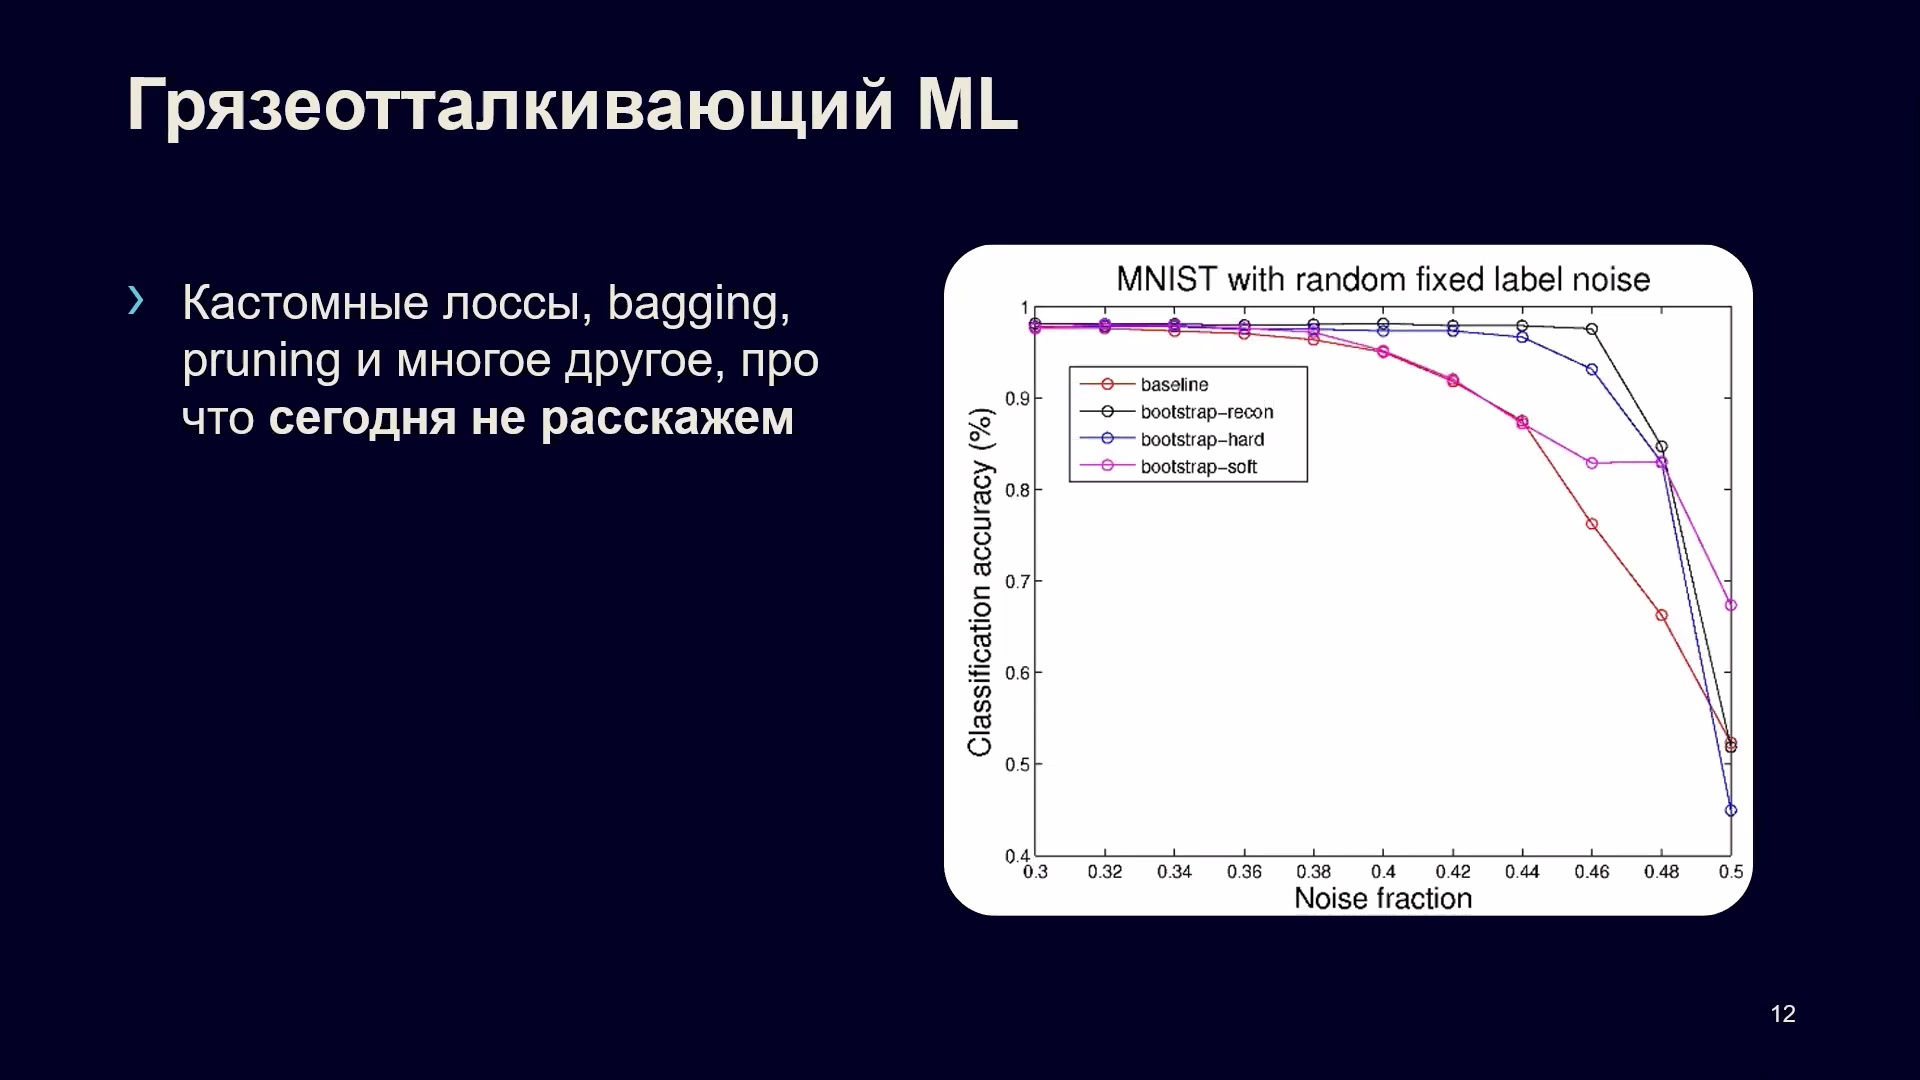 Грязеотталкивающий ML
› Кастомные лоссы, bagging,
pruning и многое другое, про
что сегодня не расскажем
MNIST with random fixed label noise
1
0.9
0.8
0.7
0.6
0.5
0.4
Classification accuracy (%)
baseline
bootstrap-recon
bootstrap-hard
bootstrap-soft
0.3 0.32 0.34 0.36 0.38 0.4 0.42 0.44 0.46 0.48 0.5
Noise fraction
12